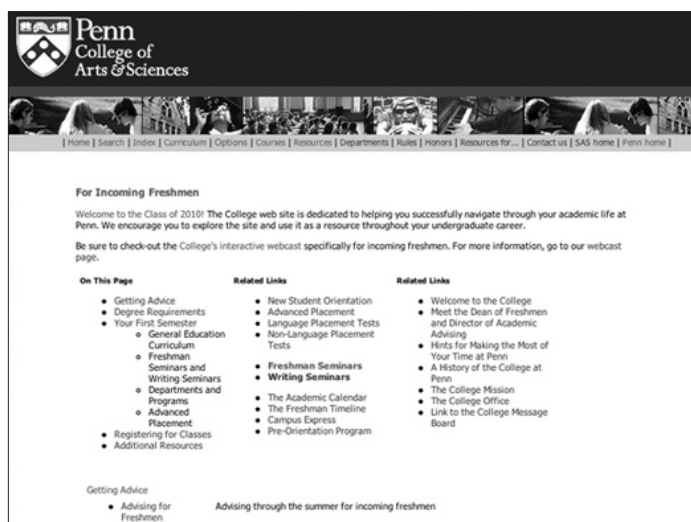 Penn
College of
Arts & Sciences
| Home | Search | Index | Curriculum | Options | Courses | Resources | Departments | Rules | Honors | Resources for... | Contact us | SAS home | Penn home |
For Incoming Freshmen
Welcome to the Class of 2010! The College web site is dedicated to helping you successfully navigate through your academic life at
Penn. We encourage you to explore the site and use it as a resource throughout your undergraduate career.
Be sure to check-out the College's interactive webcast specifically for incoming freshmen. For more information, go to our webcast
page.
On This Page
Getting Advice
Degree Requirements
Your First Semester
General Education
Curriculum
Freshman
Seminars and
Writing Seminars
Departments and
Programs
Advanced
Placement
Registering for Classes
Additional Resources
Related Links
New Student Orientation
Advanced Placement
Language Placement Tests
Non-Language Placement
Tests
Freshman Seminars
Writing Seminars
The Academic Calendar
The Freshman Timeline
Campus Express
Pre-Orientation Program
Related Links
Welcome to the College
Meet the Dean of Freshmen
and Director of Academic
Advising
Hints for Making the Most of
Your Time at Penn
A History of the College at
Penn
The College Mission
The College Office
Link to the College Message
Board
Getting Advice
Advising for
Freshmen
Advising through the summer for incoming freshmen